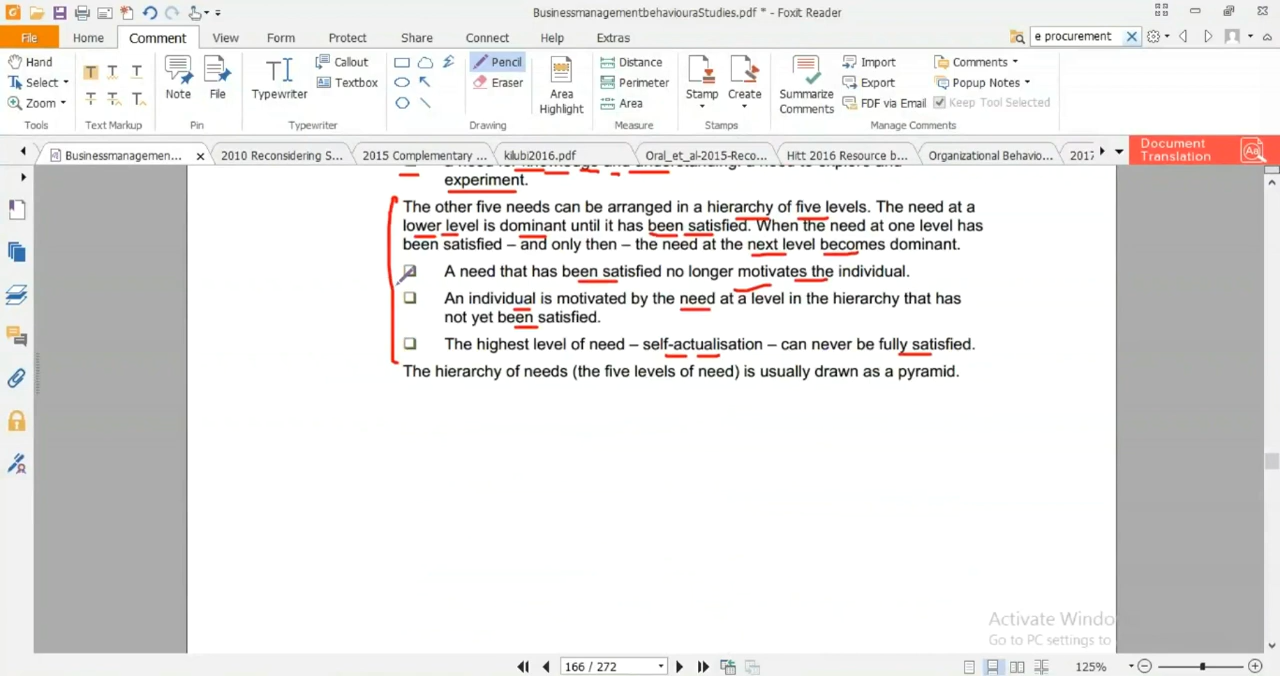 BusinessmanagementbehaviouraStudies.pdf * - Foxit Reader
File Home Comment View Form Protect Share Connect Help Extras e procurement
Hand Select Zoom Tools
T T T T T T Text Markup
Note File Pin
Typewriter Callout Textbox Typewriter
Pencil Eraser Drawing
Area Highlight Distance Perimeter Area Measure
Stamp Create Stamps
Summarize Comments Import Export FDF via Email Comments Popup Notes Keep Tool Selected Manage Comments
Businessmanagemen... 2010 Reconsidering S... 2015 Complementary ... kilubi2016.pdf Oral_et_al-2015-Reco... Hitt 2016 Resource b... Organizational Behavio... 2017
Document Translation
a need for knowledge and understanding: a need to explore and
experiment.
The other five needs can be arranged in a hierarchy of five levels. The need at a
lower level is dominant until it has been satisfied. When the need at one level has
been satisfied – and only then – the need at the next level becomes dominant.
A need that has been satisfied no longer motivates the individual.
An individual is motivated by the need at a level in the hierarchy that has
not yet been satisfied.
The highest level of need – self-actualisation – can never be fully satisfied.
The hierarchy of needs (the five levels of need) is usually drawn as a pyramid.
Activate Windo
Go to PC settings to
166 / 272 125%